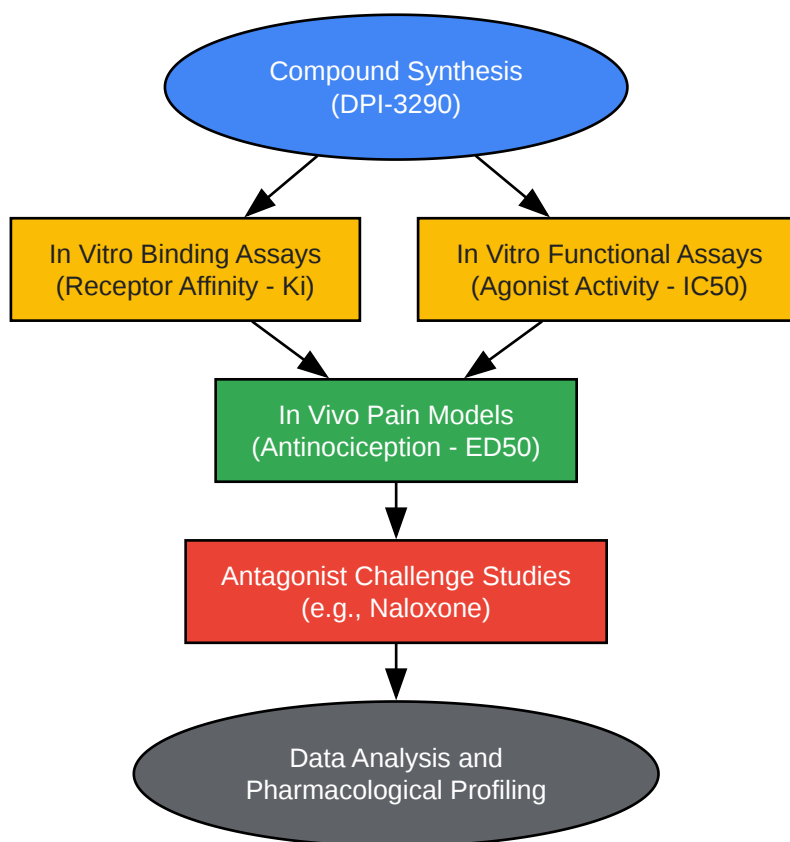 Compound Synthesis
(DPI-3290)
In Vitro Binding Assays
(Receptor Affinity - Ki)
In Vitro Functional Assays
(Agonist Activity - IC50)
In Vivo Pain Models
(Antinociception - ED50)
Antagonist Challenge Studies
(e.g., Naloxone)
Data Analysis and
Pharmacological Profiling